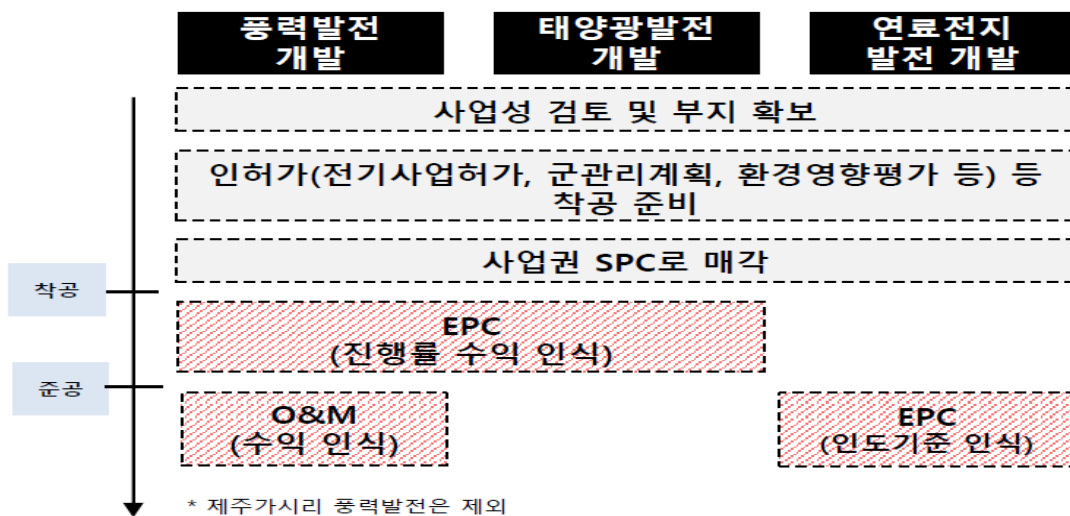 풍력발전
개발
태양광발전
개발
연료전지
발전 개발
사업성 검토 및 부지 확보
인허가(전기사업허가, 군관리계획, 환경영향평가 등) 등
착공 준비
사업권 SPC로 매각
착공
EPC
(진행률 수익 인식)
준공
O&M
(수익 인식)
EPC
(인도기준 인식)
* 제주가시리 풍력발전은 제외